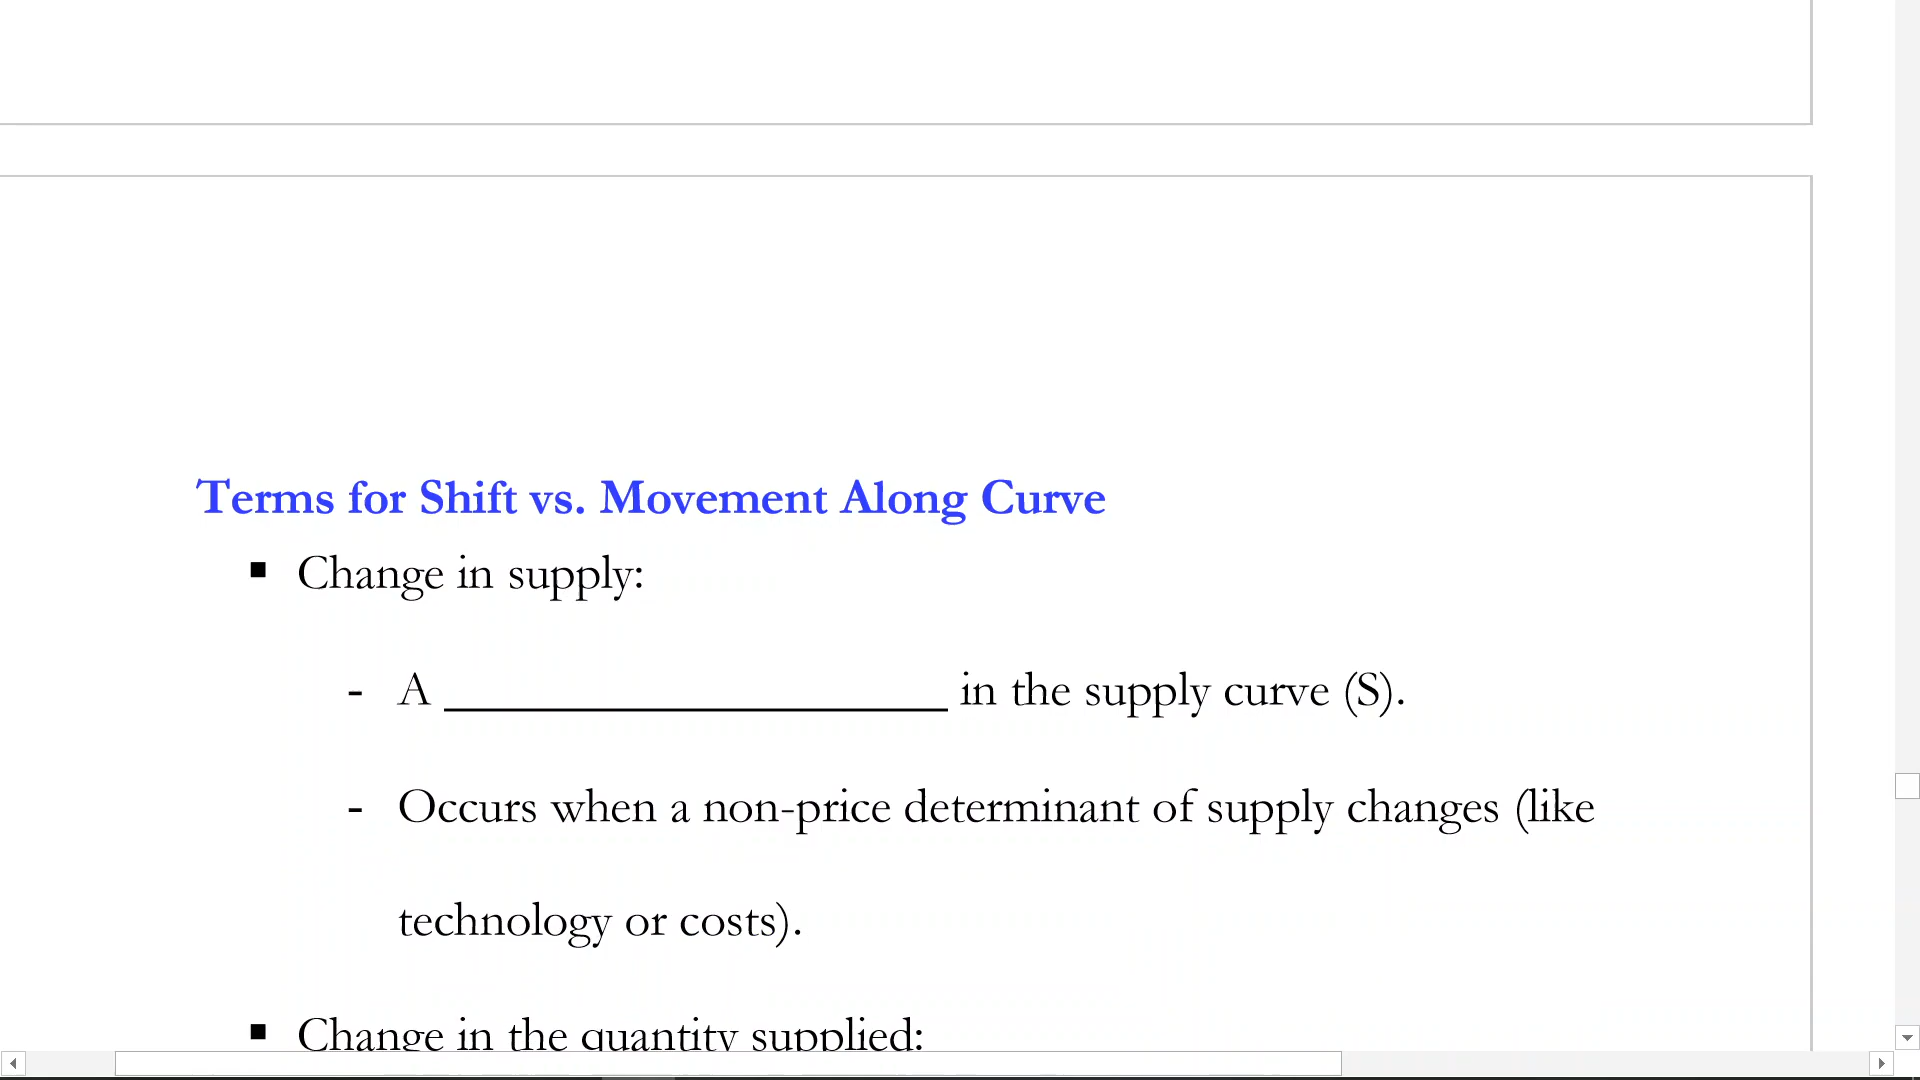 Terms for Shift vs. Movement Along Curve
▪ Change in supply:
- A ____________________ in the supply curve (S).
- Occurs when a non-price determinant of supply changes (like
technology or costs).
▪ Change in the quantity supplied: